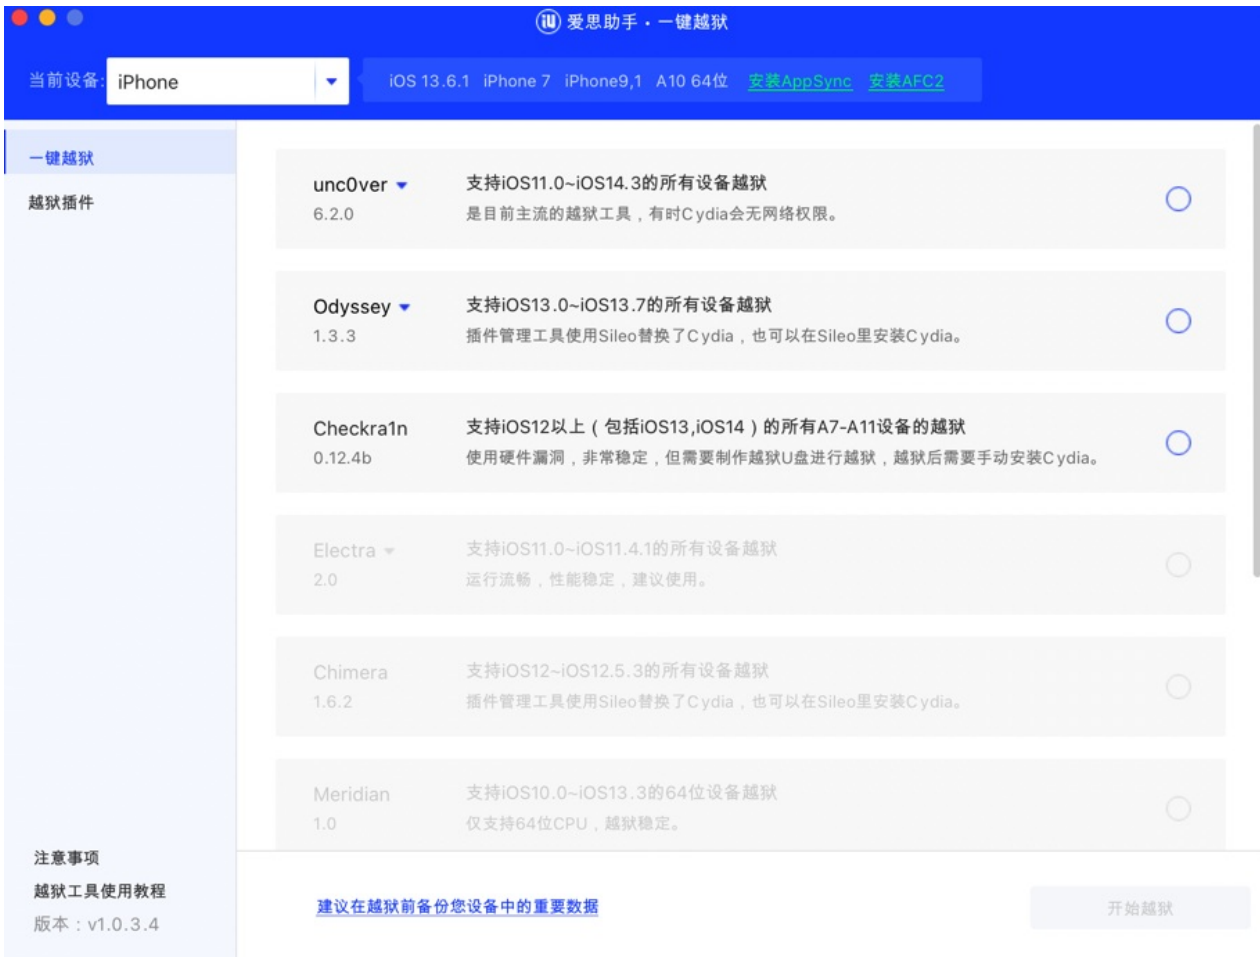 爱思助手 · 一键越狱
当前设备: iPhone iOS 13.6.1 iPhone 7 iPhone9,1 A10 64位 安装AppSync 安装AFC2
一键越狱
越狱插件
unc0ver 支持iOS11.0~iOS14.3的所有设备越狱
6.2.0 是目前主流的越狱工具，有时Cydia会无网络权限。
Odyssey 支持iOS13.0~iOS13.7的所有设备越狱
1.3.3 插件管理工具使用Sileo替换了Cydia，也可以在Sileo里安装Cydia。
Checkra1n 支持iOS12以上（包括iOS13,iOS14）的所有A7-A11设备的越狱
0.12.4b 使用硬件漏洞，非常稳定，但需要制作越狱U盘进行越狱，越狱后需要手动安装Cydia。
Electra 支持iOS11.0~iOS11.4.1的所有设备越狱
2.0 运行流畅，性能稳定，建议使用。
Chimera 支持iOS12~iOS12.5.3的所有设备越狱
1.6.2 插件管理工具使用Sileo替换了Cydia，也可以在Sileo里安装Cydia。
Meridian 支持iOS10.0~iOS13.3的64位设备越狱
1.0 仅支持64位CPU，越狱稳定。
注意事项
越狱工具使用教程
版本：v1.0.3.4
建议在越狱前备份您设备中的重要数据
开始越狱